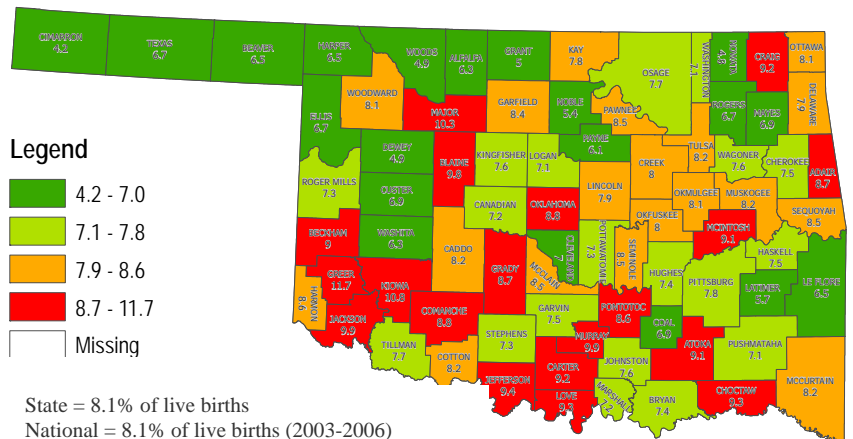 CIMARRON
4.2
TEXAS
6.7
BEAVER
6.3
HARPER
6.5
WOODS
4.9
ALFALFA
6.3
GRANT
5
KAY
7.8
OSAGE
7.7
WASHINGTON
7.1
NOWATA
4.8
CRAIG
9.2
OTTAWA
8.1
WOODWARD
8.1
MAJOR
10.3
GARFIELD
8.4
NOBLE
5.4
PAWNEE
8.5
ROGERS
6.7
MAYES
6.9
DELAWARE
7.9
ELLIS
6.7
DEWEY
4.9
BLAINE
9.8
KINGFISHER
7.6
LOGAN
7.1
PAYNE
6.1
CREEK
8
TULSA
8.2
WAGONER
7.6
CHEROKEE
7.5
ADAIR
8.7
ROGER MILLS
7.3
CUSTER
6.9
CANADIAN
7.2
OKLAHOMA
8.8
LINCOLN
7.9
OKMULGEE
8.1
MUSKOGEE
8.2
SEQUOYAH
8.5
BECKHAM
9
WASHITA
6.3
CADDO
8.2
GRADY
8.7
MCCLAIN
8.5
CLEVELAND
7
POTTAWATOMIE
7.3
SEMINOLE
8.5
OKFUSKEE
8
MCINTOSH
9.1
HASKELL
7.5
HUGHES
7.4
PITTSBURG
7.8
LATIMER
5.7
LE FLORE
6.5
GREER
11.7
KIOWA
10.8
HARMON
8.6
JACKSON
9.9
COMANCHE
8.8
TILLMAN
7.7
COTTON
8.2
STEPHENS
7.3
GARVIN
7.5
MURRAY
9.9
PONTOTOC
8.6
COAL
6.9
ATOKA
9.1
PUSHMATAHA
7.1
JEFFERSON
9.4
CARTER
9.2
LOVE
9.3
JOHNSTON
7.6
MARSHALL
7.2
BRYAN
7.4
CHOCTAW
9.3
MCCURTAIN
8.2
Legend
4.2 - 7.0
7.1 - 7.8
7.9 - 8.6
8.7 - 11.7
Missing
State = 8.1% of live births
National = 8.1% of live births (2003-2006)